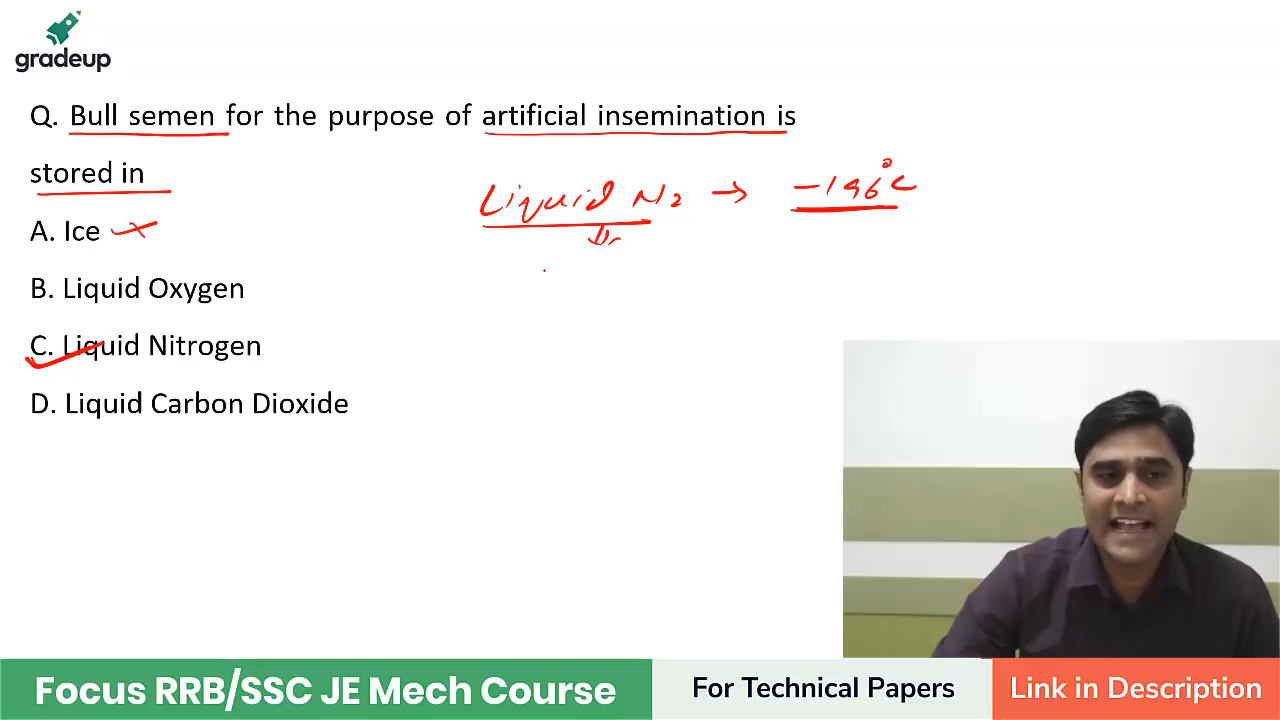 gradeup
Q. Bull semen for the purpose of artificial insemination is
stored in
Liquid N2 → -196°C
A. Ice
B. Liquid Oxygen
C. Liquid Nitrogen
D. Liquid Carbon Dioxide
Focus RRB/SSC JE Mech Course
For Technical Papers
Link in Description